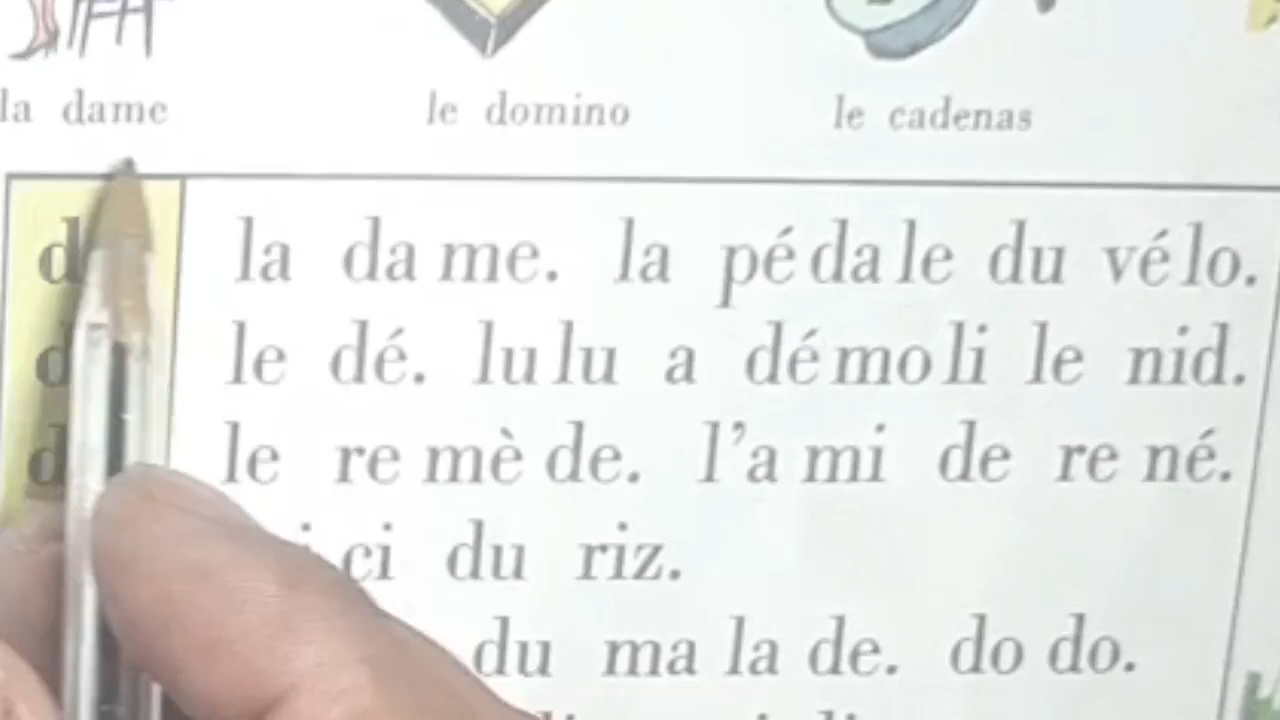 la dame le domino le cadenas
d la da me. la pé da le du vé lo.
d le dé. lu lu a dé mo li le nid.
d le re mè de. l'a mi de re né.
ci du riz.
du ma la de. do do.